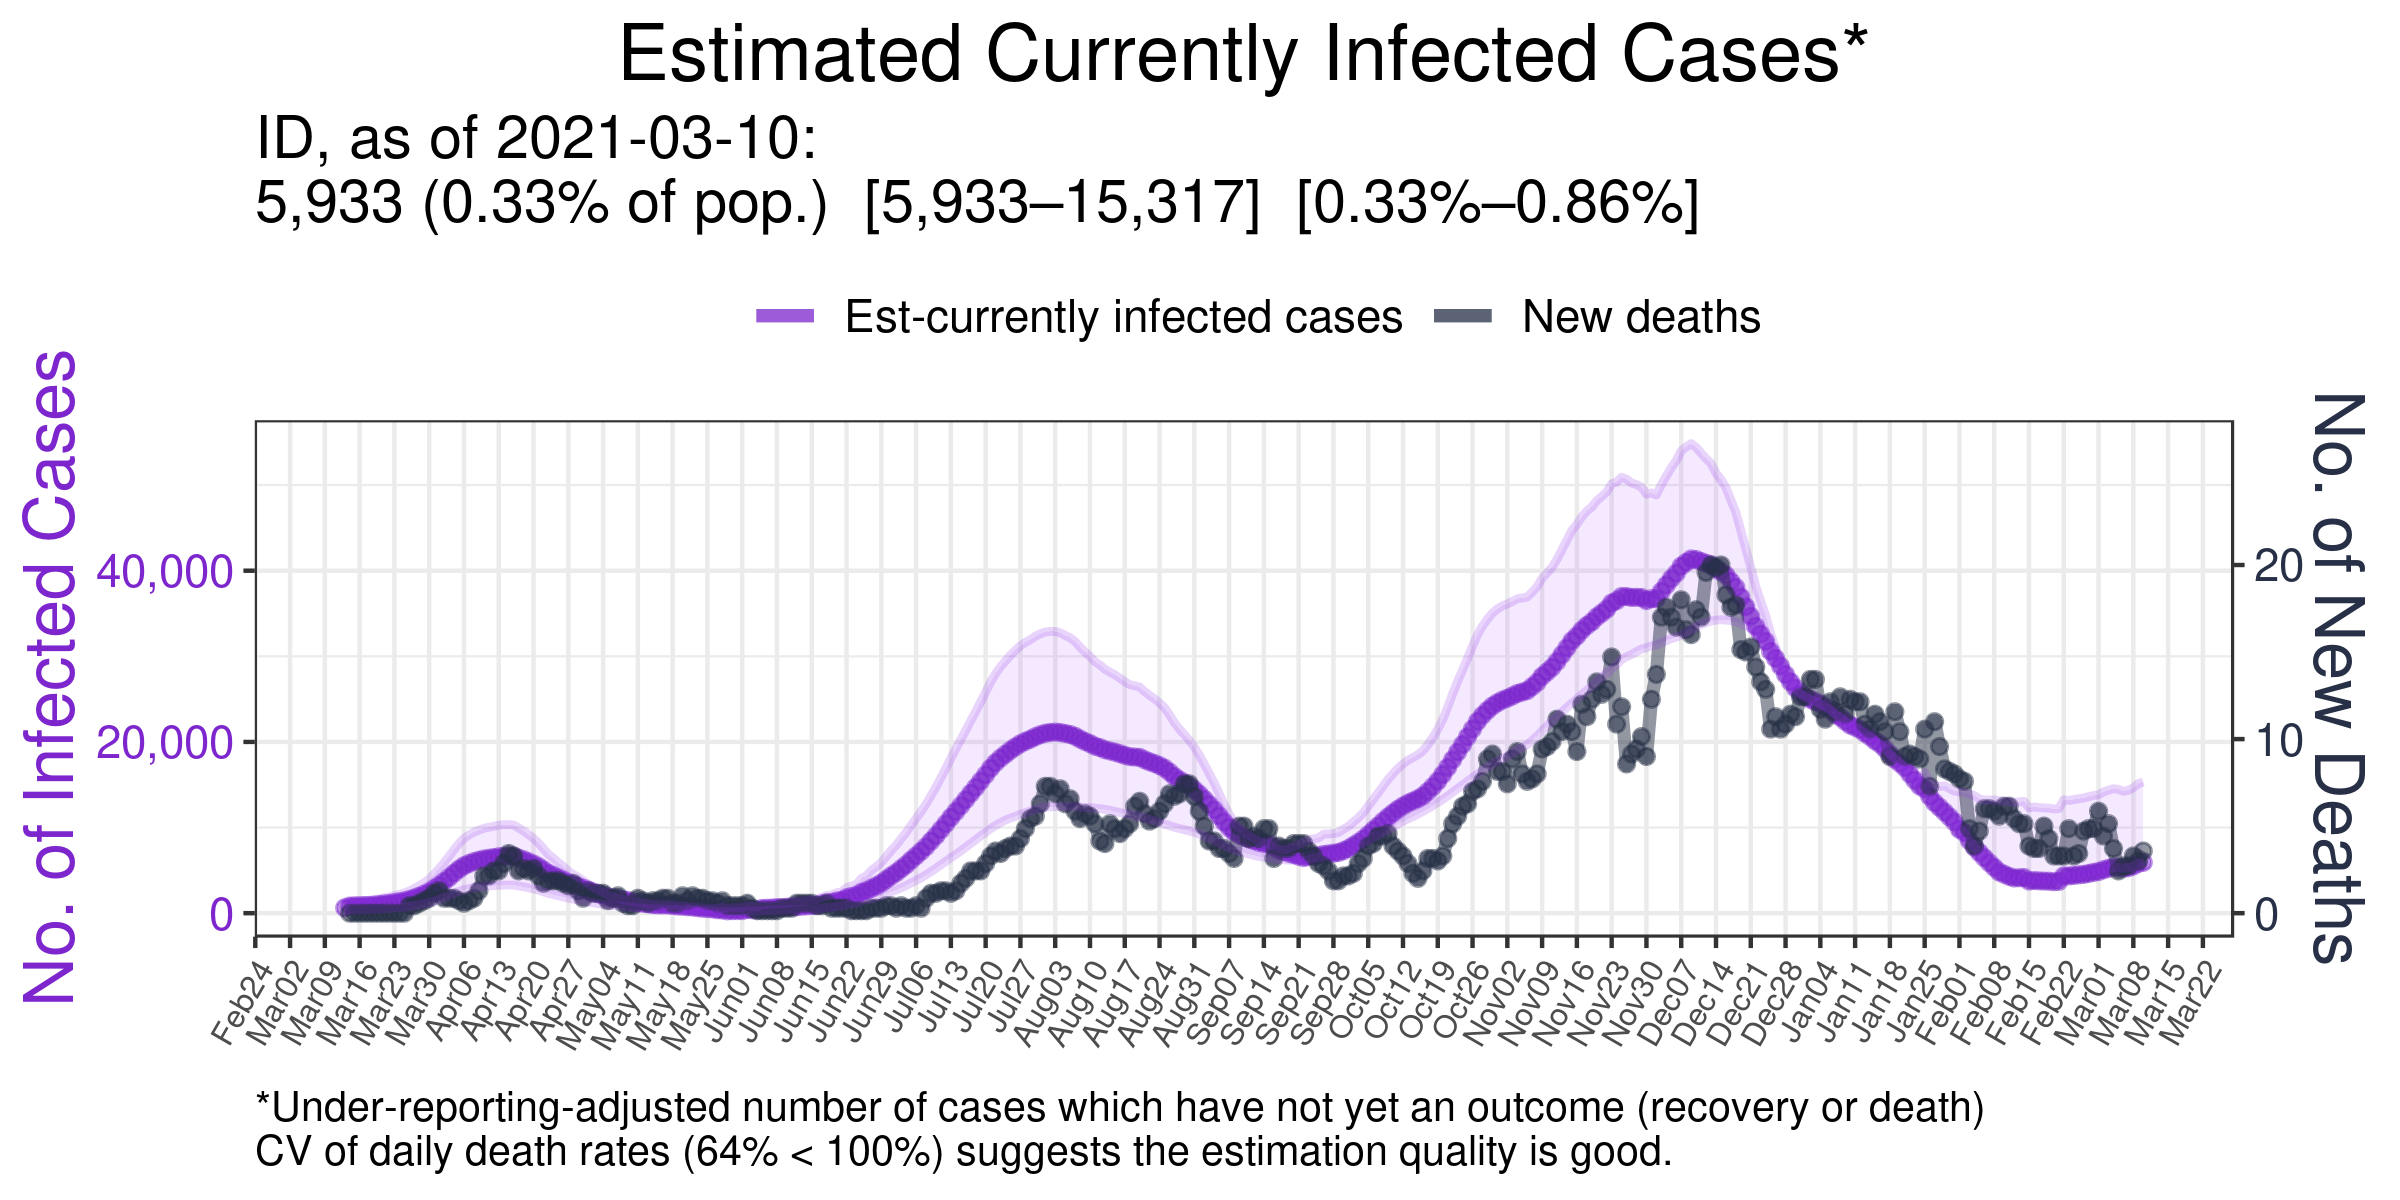 Estimated Currently Infected Cases*
ID, as of 2021-03-10:
5,933 (0.33% of pop.) [5,933–15,317] [0.33%–0.86%]
Est-currently infected cases New deaths
No. of Infected Cases
40,000
20,000
0
20
10
0
No. of New Deaths
Feb24 Mar02 Mar09 Mar16 Mar23 Mar30 Apr06 Apr13 Apr20 Apr27 May04 May11 May18 May25 Jun01 Jun08 Jun15 Jun22 Jun29 Jul06 Jul13 Jul20 Jul27 Aug03 Aug10 Aug17 Aug24 Aug31 Sep07 Sep14 Sep21 Sep28 Oct05 Oct12 Oct19 Oct26 Nov02 Nov09 Nov16 Nov23 Nov30 Dec07 Dec14 Dec21 Dec28 Jan04 Jan11 Jan18 Jan25 Feb01 Feb08 Feb15 Feb22 Mar01 Mar08 Mar15 Mar22
*Under-reporting-adjusted number of cases which have not yet an outcome (recovery or death)
CV of daily death rates (64% < 100%) suggests the estimation quality is good.